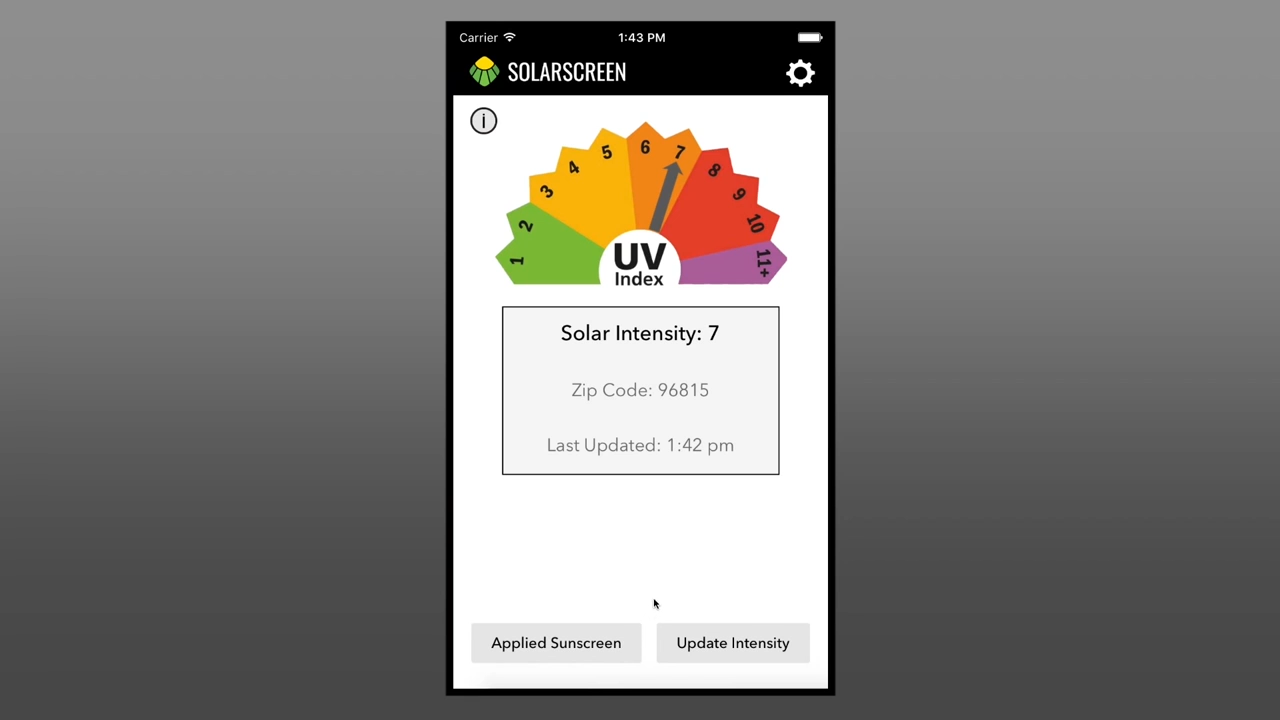 Carrier 1:43 PM
SOLARSCREEN
i
1 2 3 4 5 6 7 8 9 10 11+
UV
Index
Solar Intensity: 7
Zip Code: 96815
Last Updated: 1:42 pm
Applied Sunscreen Update Intensity